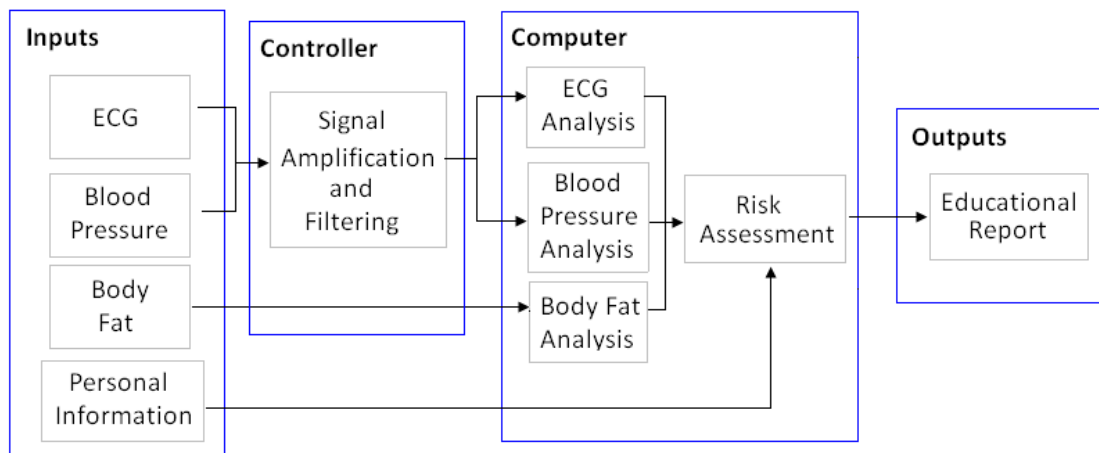 Inputs
ECG
Blood
Pressure
Body
Fat
Personal
Information
Controller
Signal
Amplification
and
Filtering
Computer
ECG
Analysis
Blood
Pressure
Analysis
Body Fat
Analysis
Risk
Assessment
Outputs
Educational
Report